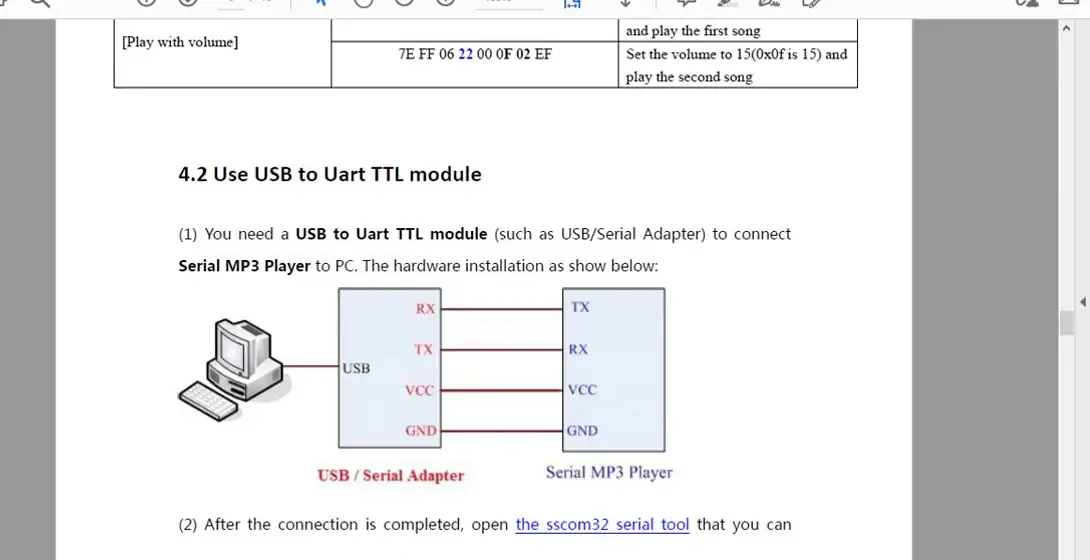 and play the first song
[Play with volume]
7E FF 06 22 00 0F 02 EF
Set the volume to 15(0x0f is 15) and
play the second song
4.2 Use USB to Uart TTL module
(1) You need a USB to Uart TTL module (such as USB/Serial Adapter) to connect
Serial MP3 Player to PC. The hardware installation as show below:
RX
TX
TX
RX
USB
VCC
VCC
GND
GND
USB / Serial Adapter
Serial MP3 Player
(2) After the connection is completed, open the sscom32 serial tool that you can